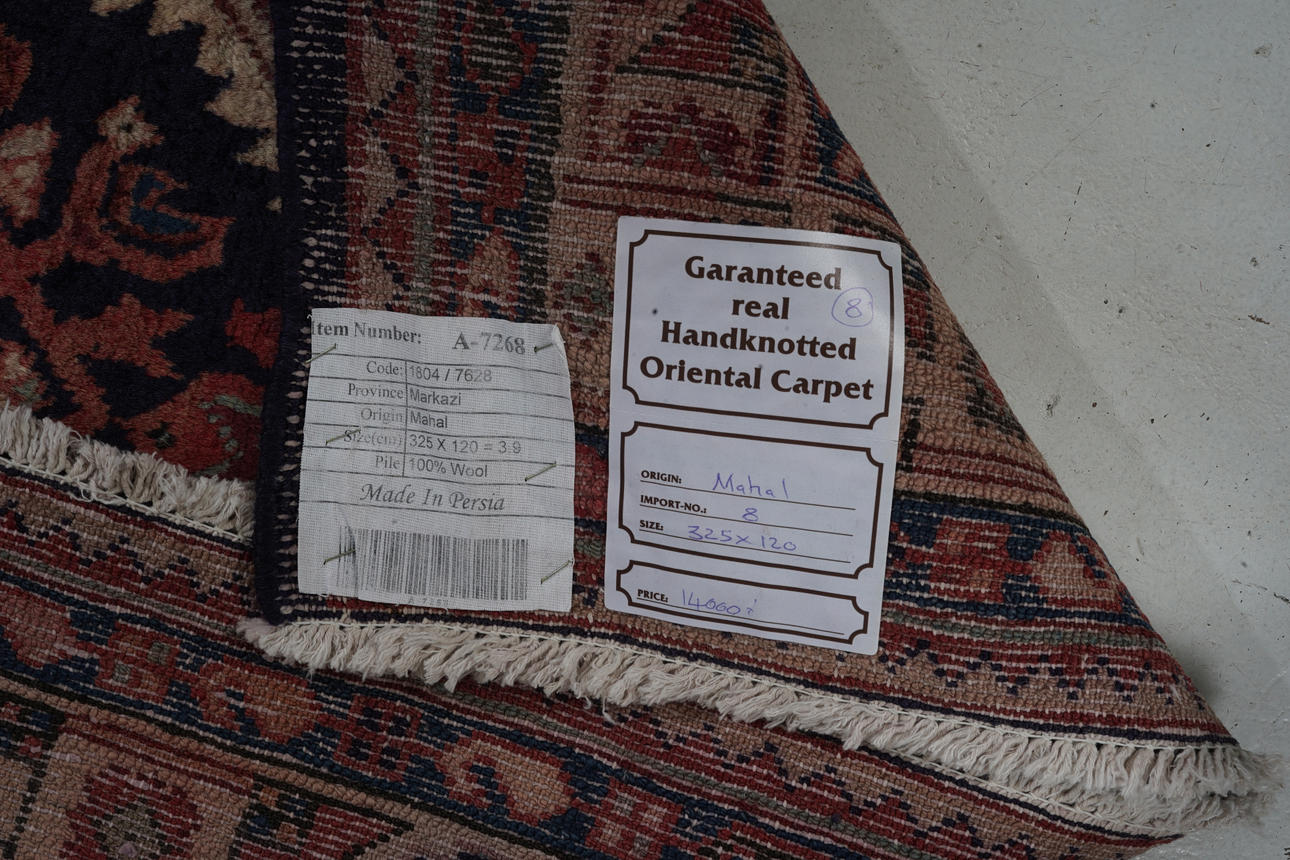 Item Number: A-7268
Code: 1804 / 7628
Province Markazi
Origin Mahal
Size(cm) 325 X 120 = 3.9
Pile 100% Wool
Made In Persia
Garanteed
real
8
Handknotted
Oriental Carpet
ORIGIN: Mahal
IMPORT-NO.: 8
SIZE: 325x120
PRICE: